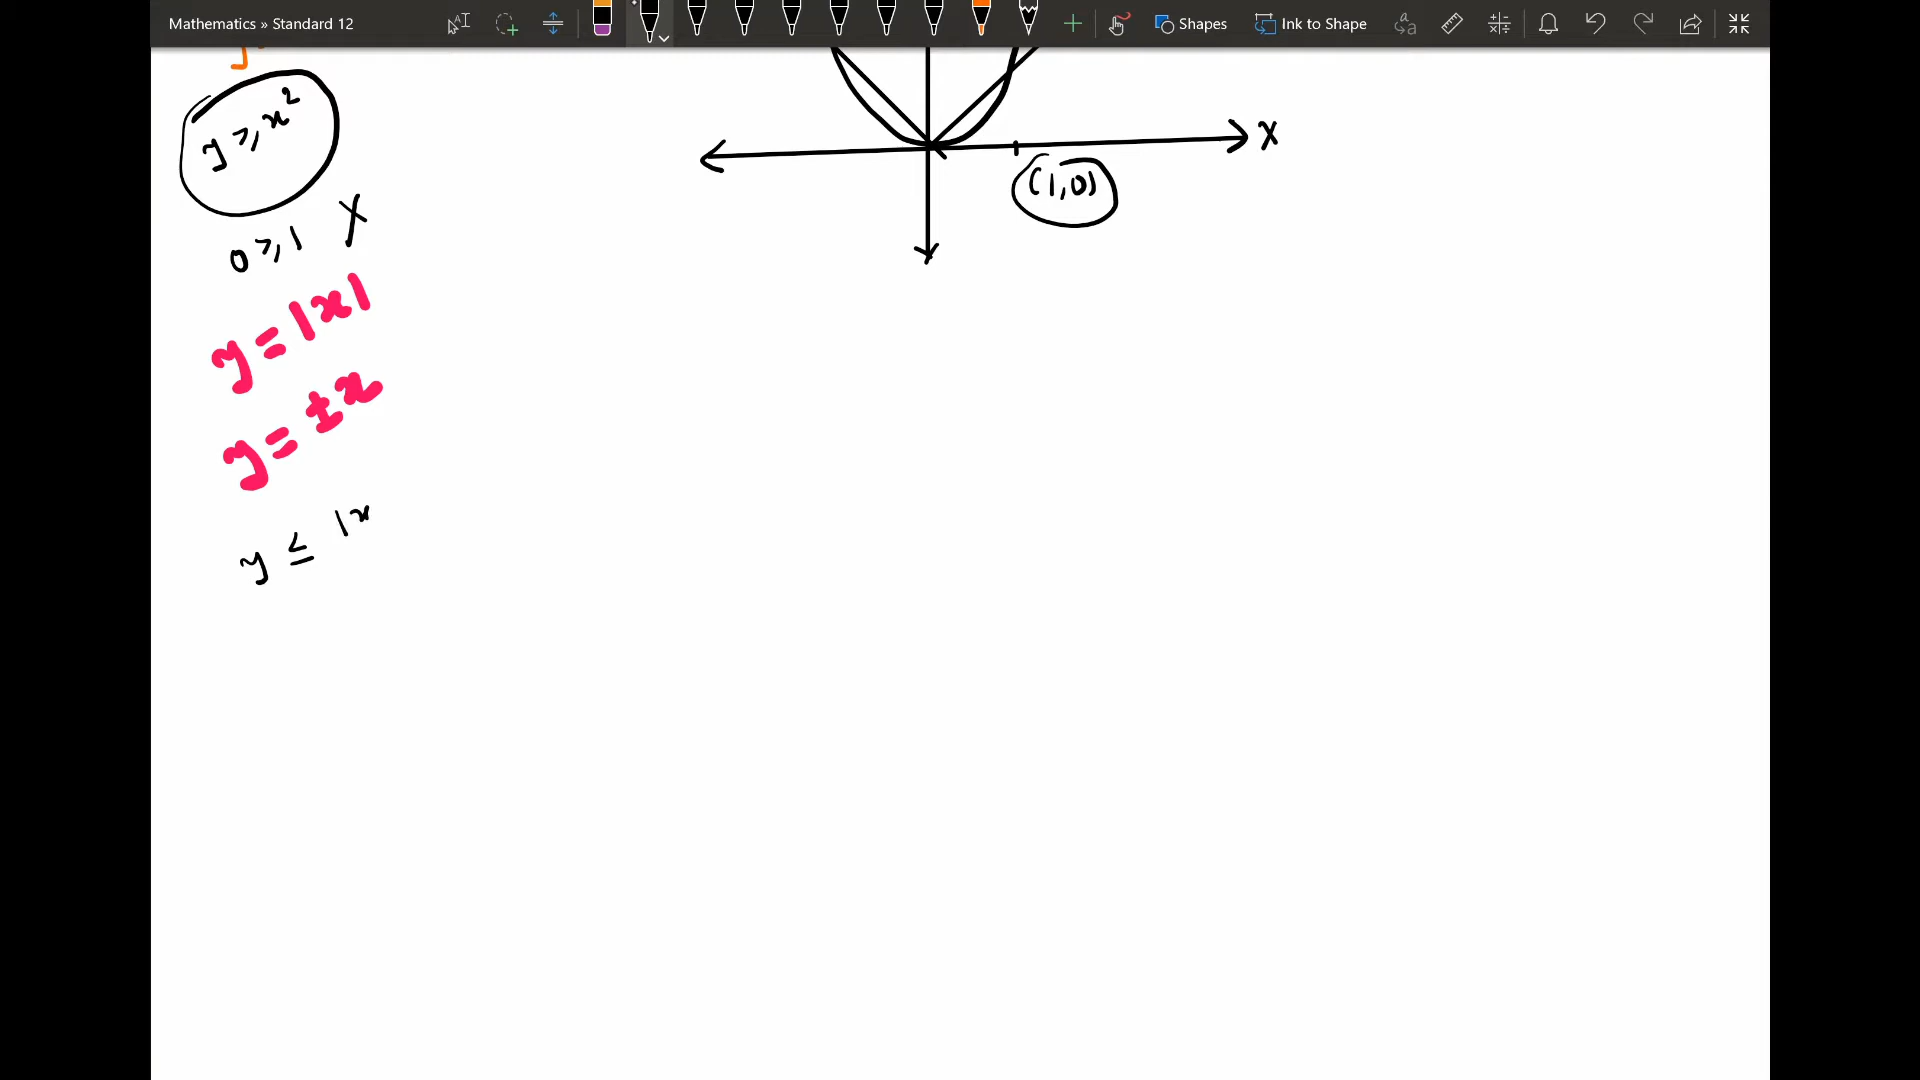 Mathematics » Standard 12
Shapes
Ink to Shape
y ⩾ x²
X
(1,0)
0 ⩾ 1 X
y = |x|
y = ±x
y ≤ |x